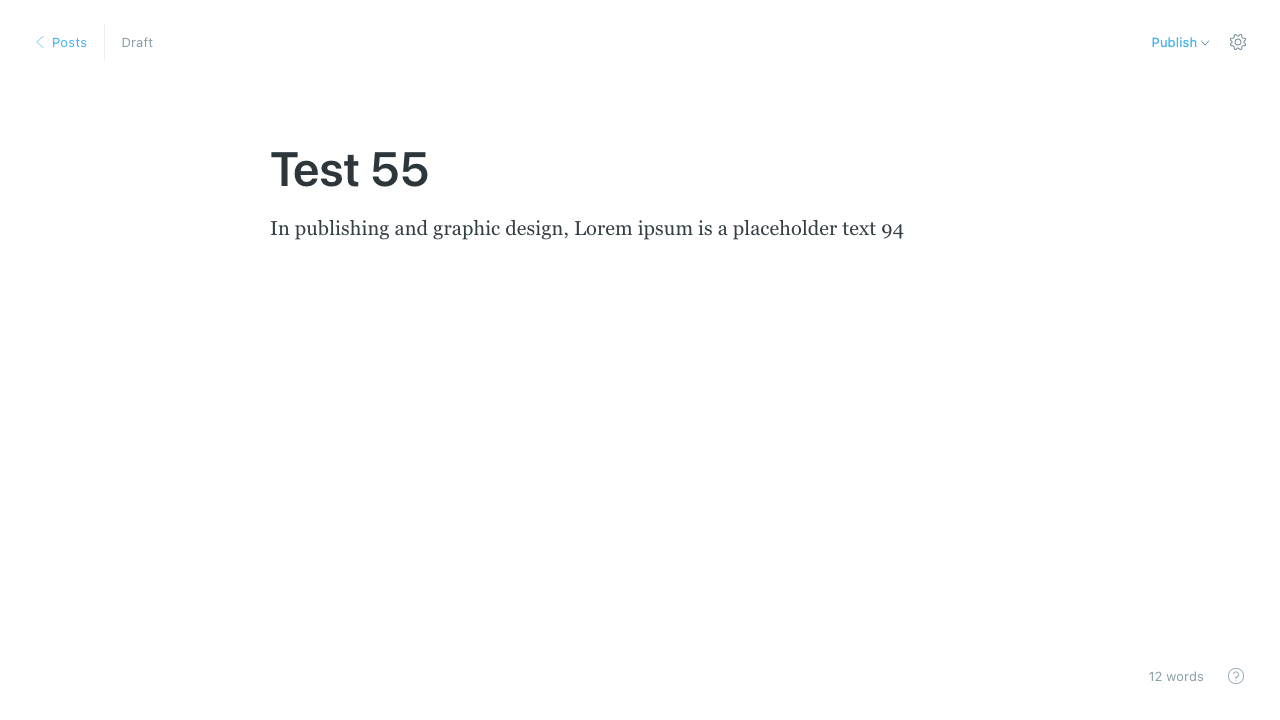 Posts
Draft
Publish
Test 55
In publishing and graphic design, Lorem ipsum is a placeholder text 94
12 words